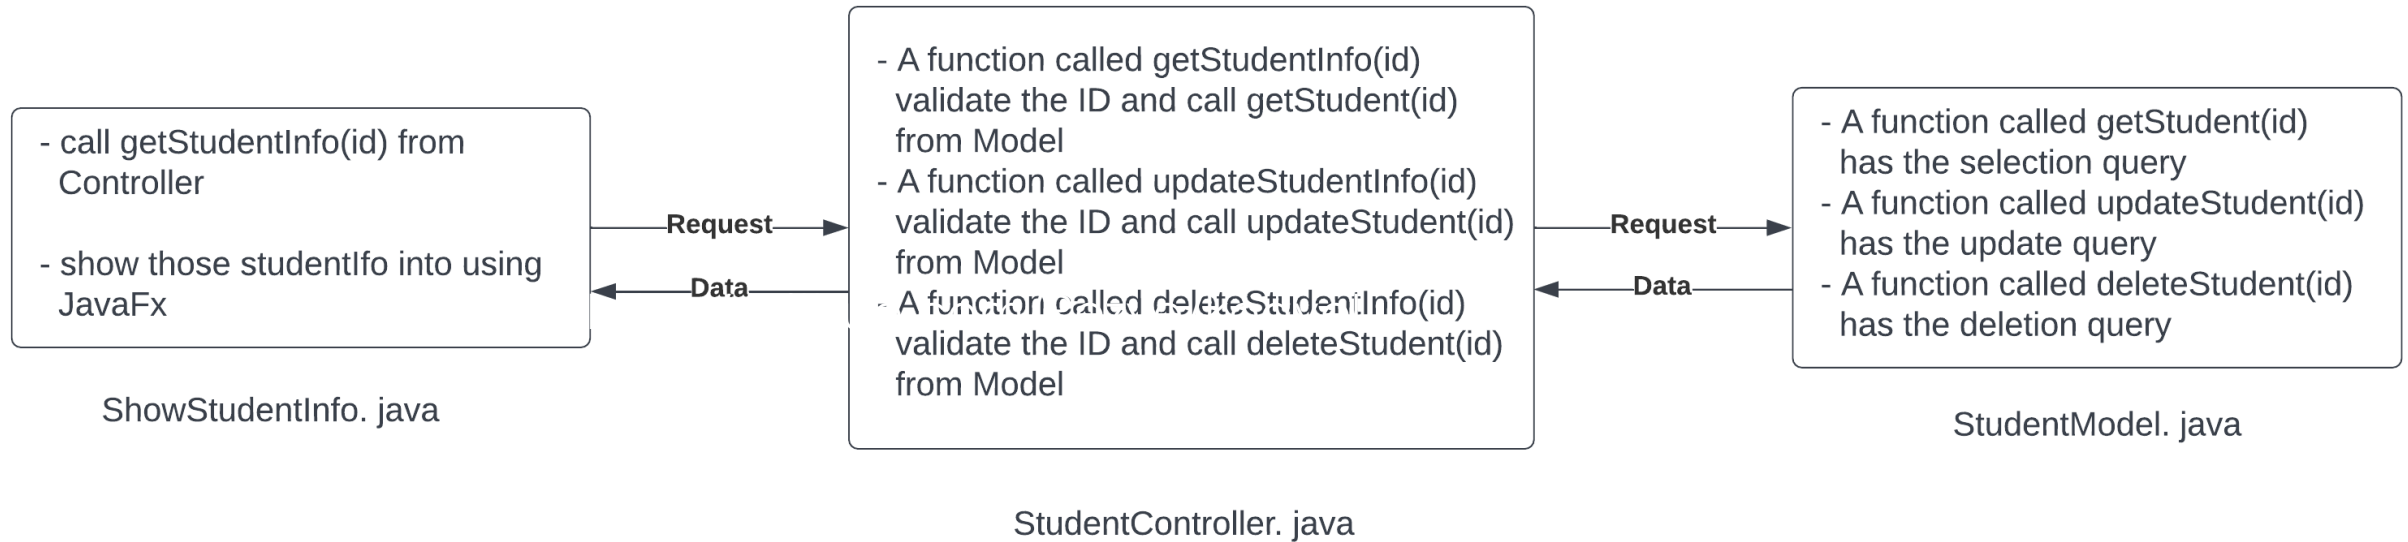 - call getStudentInfo(id) from
Controller
- show those studentIfo into using
JavaFx
ShowStudentInfo. java
Request
Data
- A function called getStudentInfo(id)
validate the ID and call getStudent(id)
from Model
- A function called updateStudentInfo(id)
validate the ID and call updateStudent(id)
from Model
- A function called deleteStudentInfo(id)
validate the ID and call deleteStudent(id)
from Model
StudentController. java
Request
Data
- A function called getStudent(id)
has the selection query
- A function called updateStudent(id)
has the update query
- A function called deleteStudent(id)
has the deletion query
StudentModel. java